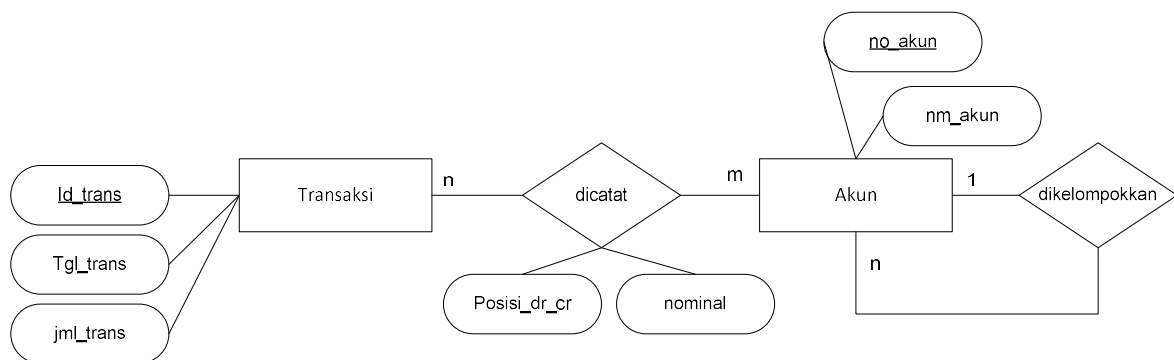 no_akun
nm_akun
Id_trans
Transaksi
n
dicatat
m
Akun
1
dikelompokkan
Tgl_trans
n
Posisi_dr_cr
nominal
jml_trans